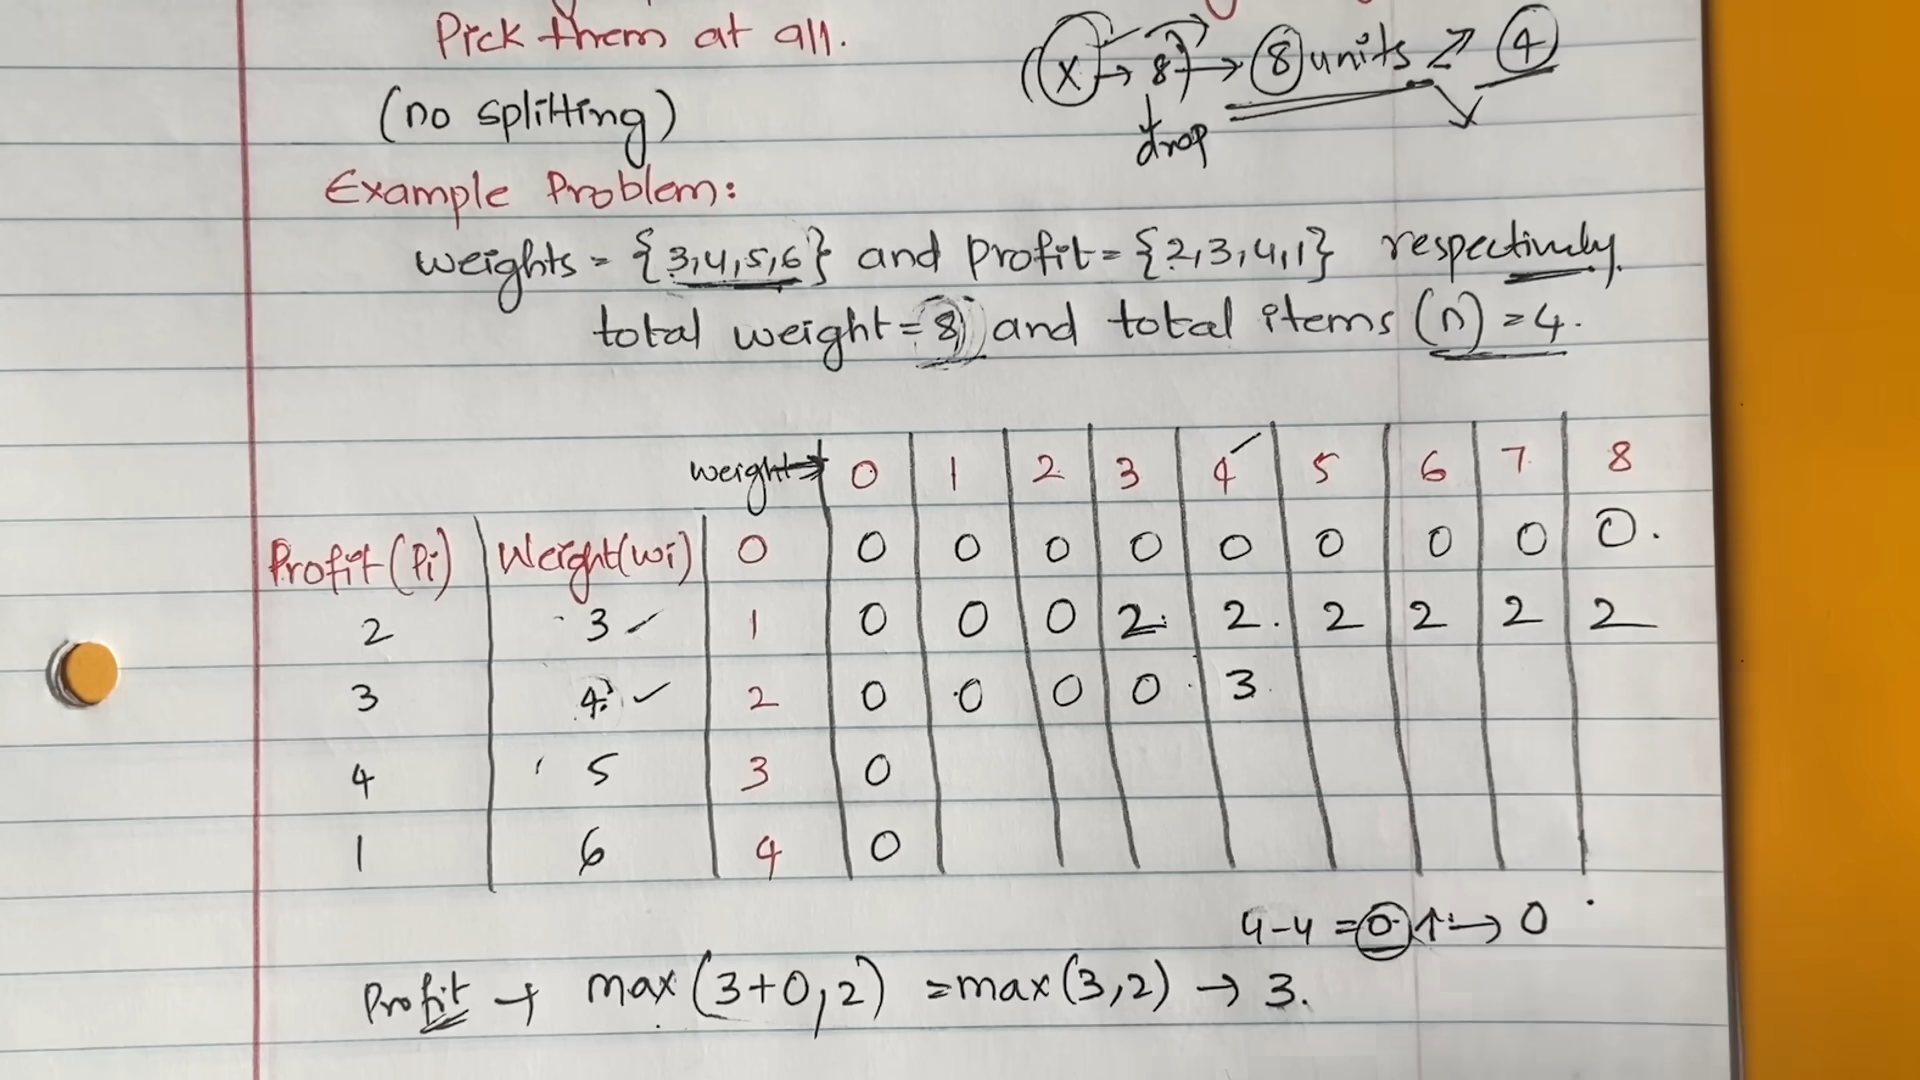 Pick them at all.
(no splitting)
(x → 8) → 8 units 4
drop
Example Problem:
weights = {3,4,5,6} and Profit = {2,3,4,1} respectively.
total weight = 8 and total items (n) = 4.
weight→ 0 1 2 3 4 5 6 7 8
Profit(Pi) Weight(wi) 0 0 0 0 0 0 0 0 0 0.
2 3 1 0 0 0 2 2 2 2 2 2
3 4 2 0 0 0 0 3
4 5 3 0
1 6 4 0
4-4 = 0 ↑ → 0
Profit → max(3+0,2) = max(3,2) → 3.